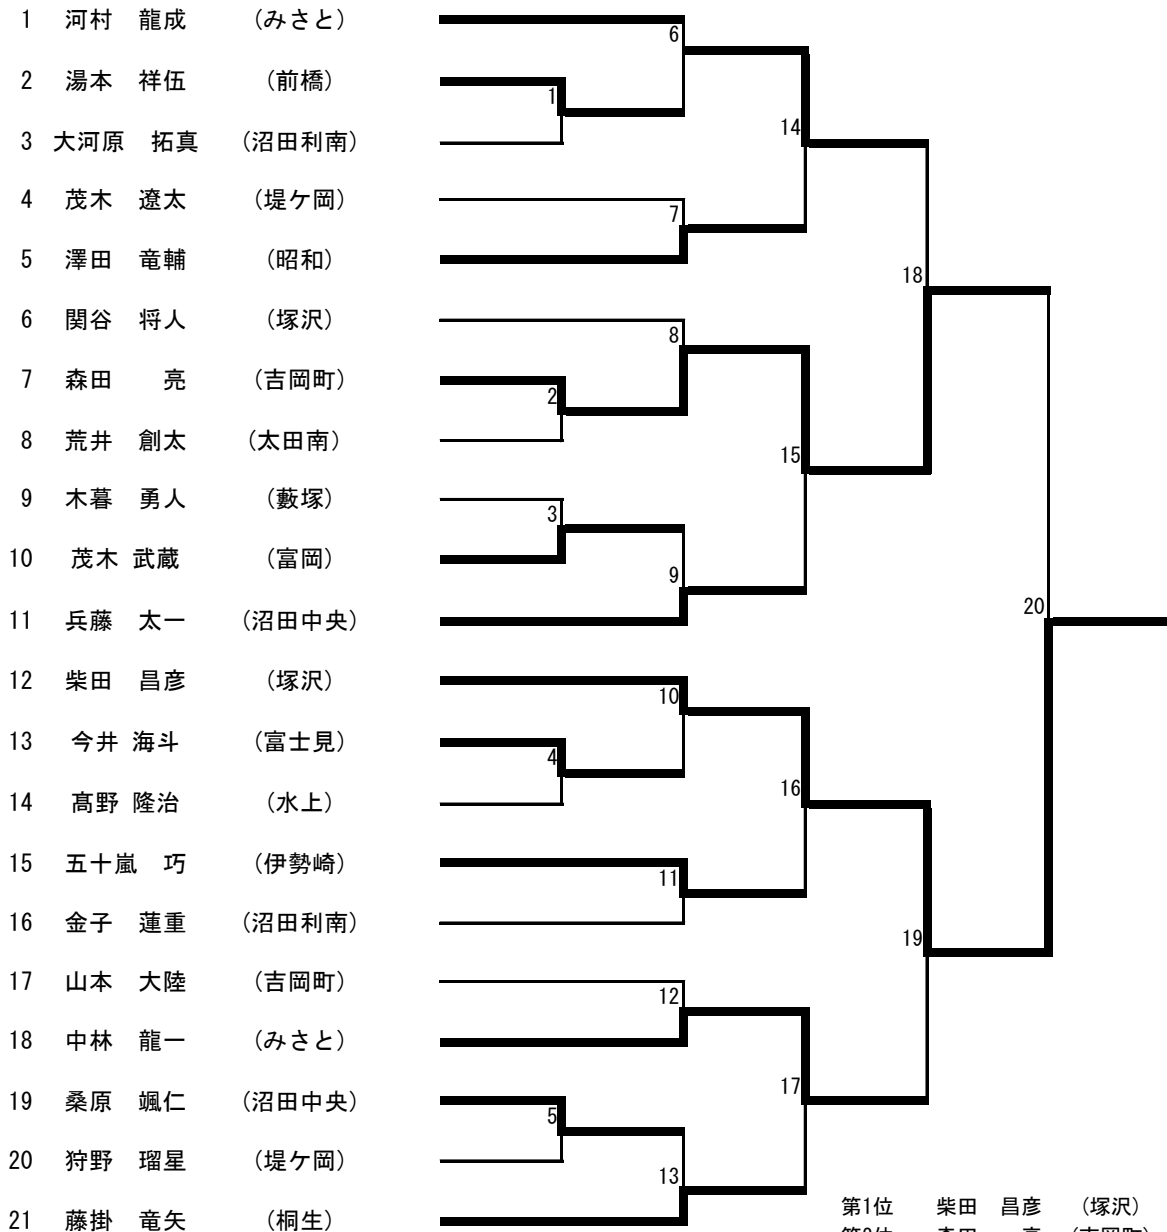 1 河村 龍成 (みさと)
6
2 湯本 祥伍 (前橋)
1
14
3 大河原 拓真 (沼田利南)
4 茂木 遼太 (堤ケ岡)
7
5 澤田 竜輔 (昭和)
18
6 関谷 将人 (塚沢)
8
7 森田 亮 (吉岡町)
2
8 荒井 創太 (太田南)
15
9 木暮 勇人 (藪塚)
3
10 茂木 武蔵 (富岡)
9
11 兵藤 太一 (沼田中央)
20
12 柴田 昌彦 (塚沢)
10
13 今井 海斗 (富士見)
4
16
14 髙野 隆治 (水上)
15 五十嵐 巧 (伊勢崎)
11
16 金子 蓮重 (沼田利南)
19
17 山本 大陸 (吉岡町)
12
18 中林 龍一 (みさと)
17
19 桑原 颯仁 (沼田中央)
5
20 狩野 瑠星 (堤ケ岡)
13
第1位 柴田 昌彦 (塚沢)
21 藤掛 竜矢 (桐生)